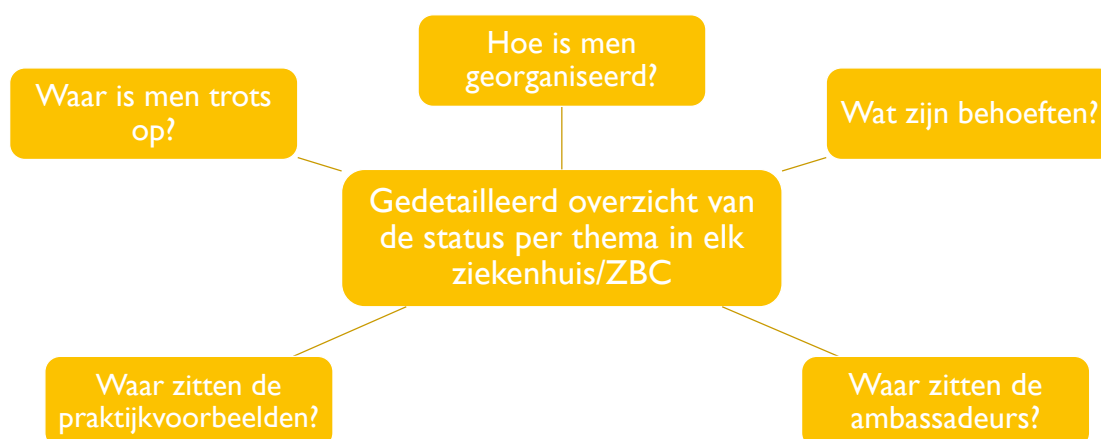 Hoe is men
georganiseerd?
Waar is men trots
op?
Wat zijn behoeften?
Gedetailleerd overzicht van
de status per thema in elk
ziekenhuis/ZBC
Waar zitten de
praktijkvoorbeelden?
Waar zitten de
ambassadeurs?